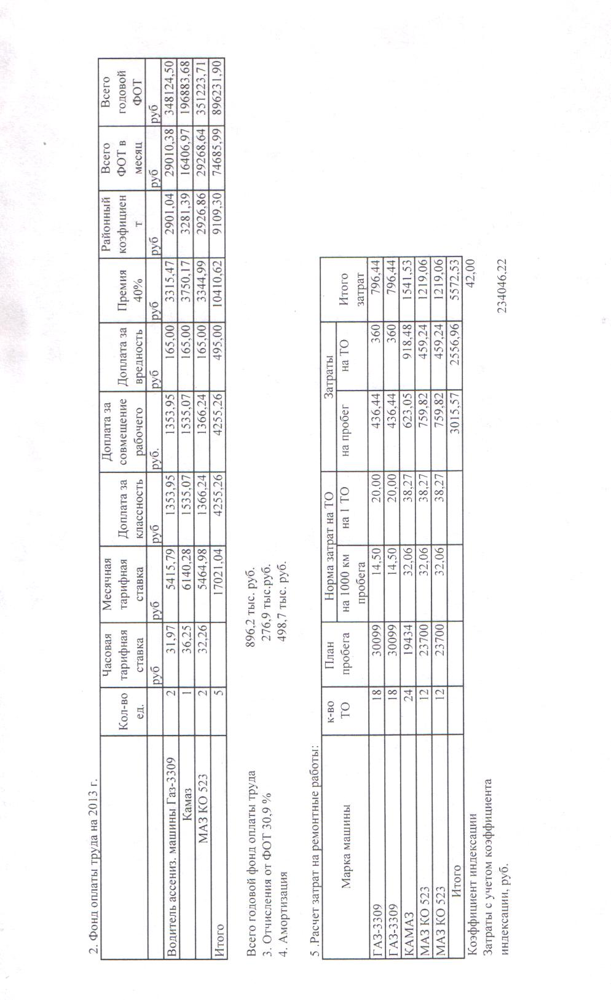 2. Фонд оплаты труда на 2013 г.
Кол-во ед. Часовая тарифная ставка Месячная тарифная ставка Доплата за классность Доплата за совмещение рабочего Доплата за вредность Премия 40% Районный коэфициен т Всего ФОТ в месяц Всего годовой ФОТ
руб руб руб руб. руб руб руб руб руб
Водитель ассениз. машины Газ-3309 2 31,97 5415,79 1353,95 1353,95 165,00 3315,47 2901,04 29010,38 348124,50
Камаз 1 36,25 6140,28 1535,07 1535,07 165,00 3750,17 3281,39 16406,97 196883,68
МАЗ КО 523 2 32,26 5464,98 1366,24 1366,24 165,00 3344,99 2926,86 29268,64 351223,71
Итого 5 17021,04 4255,26 4255,26 495,00 10410,62 9109,30 74685,99 896231,90
Всего годовой фонд оплаты труда 896,2 тыс. руб.
3. Отчисления от ФОТ 30,9 % 276,9 тыс.руб.
4. Амортизация 498,7 тыс. руб.
5 .Расчет затрат на ремонтные работы:
Марка машины к-во ТО План пробега Норма затрат на ТО Затраты Итого затрат
на 1000 км пробега на 1 ТО на пробег на ТО
ГАЗ-3309 18 30099 14,50 20,00 436,44 360 796,44
ГАЗ-3309 18 30099 14,50 20,00 436,44 360 796,44
КАМАЗ 24 19434 32,06 38,27 623,05 918,48 1541,53
МАЗ КО 523 12 23700 32,06 38,27 759,82 459,24 1219,06
МАЗ КО 523 12 23700 32,06 38,27 759,82 459,24 1219,06
Итого 3015,57 2556,96 5572,53
Коэффициент индексации 42,00
Затраты с учетом коэффициента
индексации, руб. 234046,22